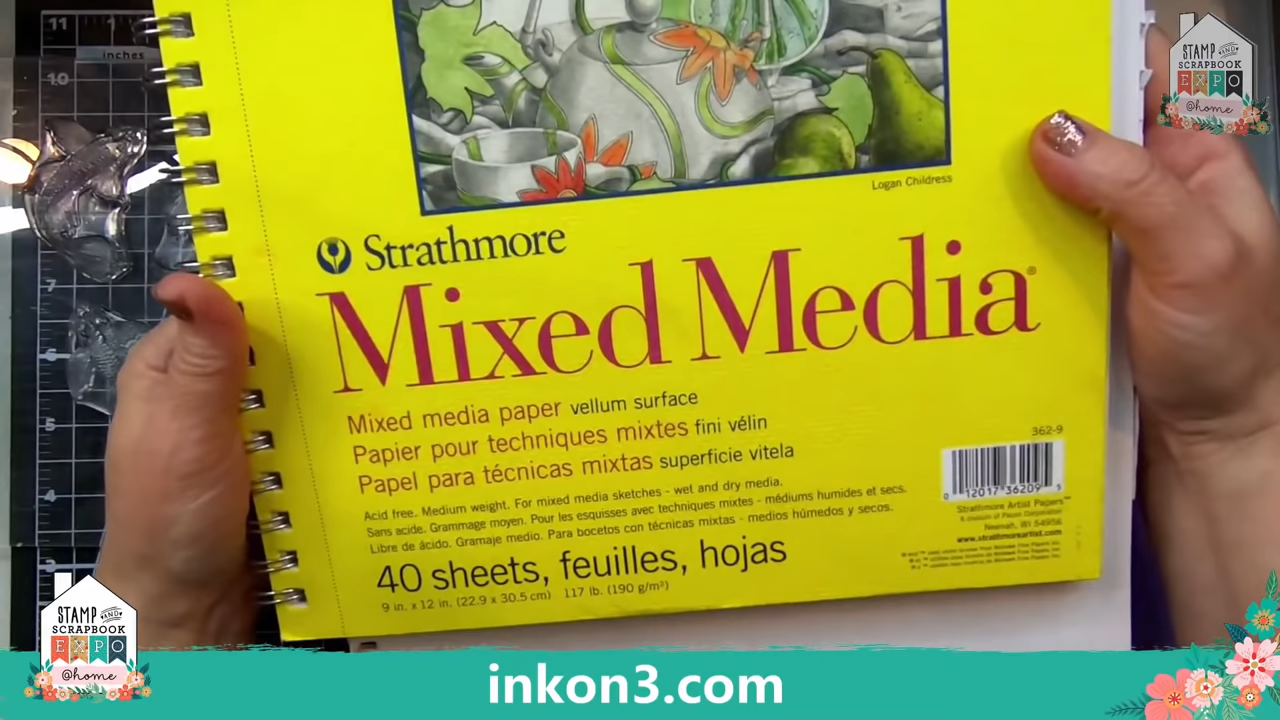 11
inches
10
7
6
5
4
STAMP AND
SCRAPBOOK
EXPO
@home
Logan Childress
Strathmore
Mixed Media®
Mixed media paper vellum surface
Papier pour techniques mixtes fini vélin
Papel para técnicas mixtas superficie vitela
362-9
Acid free. Medium weight. For mixed media sketches - wet and dry media.
Sans acide. Grammage moyen. Pour les esquisses avec techniques mixtes - médiums humides et secs.
Libre de ácido. Gramaje medio. Para bocetos con técnicas mixtas - medios húmedos y secos.
0 12017 36209 5
Strathmore Artist Papers™
Neenah, WI 54956
www.strathmoreartist.com
40 sheets, feuilles, hojas
9 in. x 12 in. (22.9 x 30.5 cm) 117 lb. (190 g/m²)
STAMP AND
SCRAPBOOK
EXPO
@home
inkon3.com